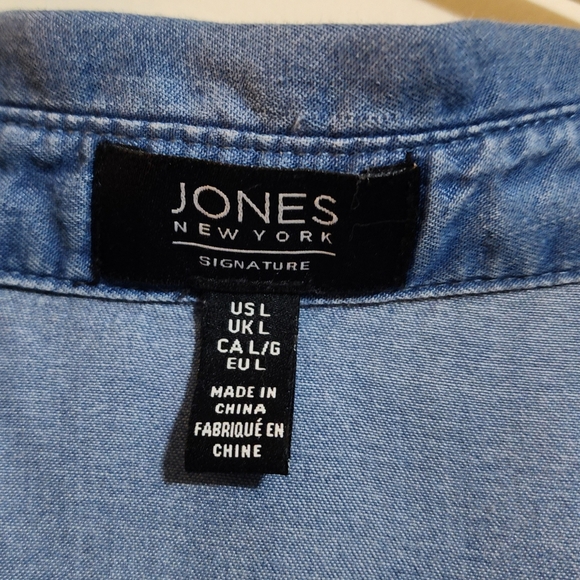 JONES
NEW YORK
SIGNATURE
US L
UK L
CA L/G
EU L
MADE IN
CHINA
FABRIQUÉ EN
CHINE